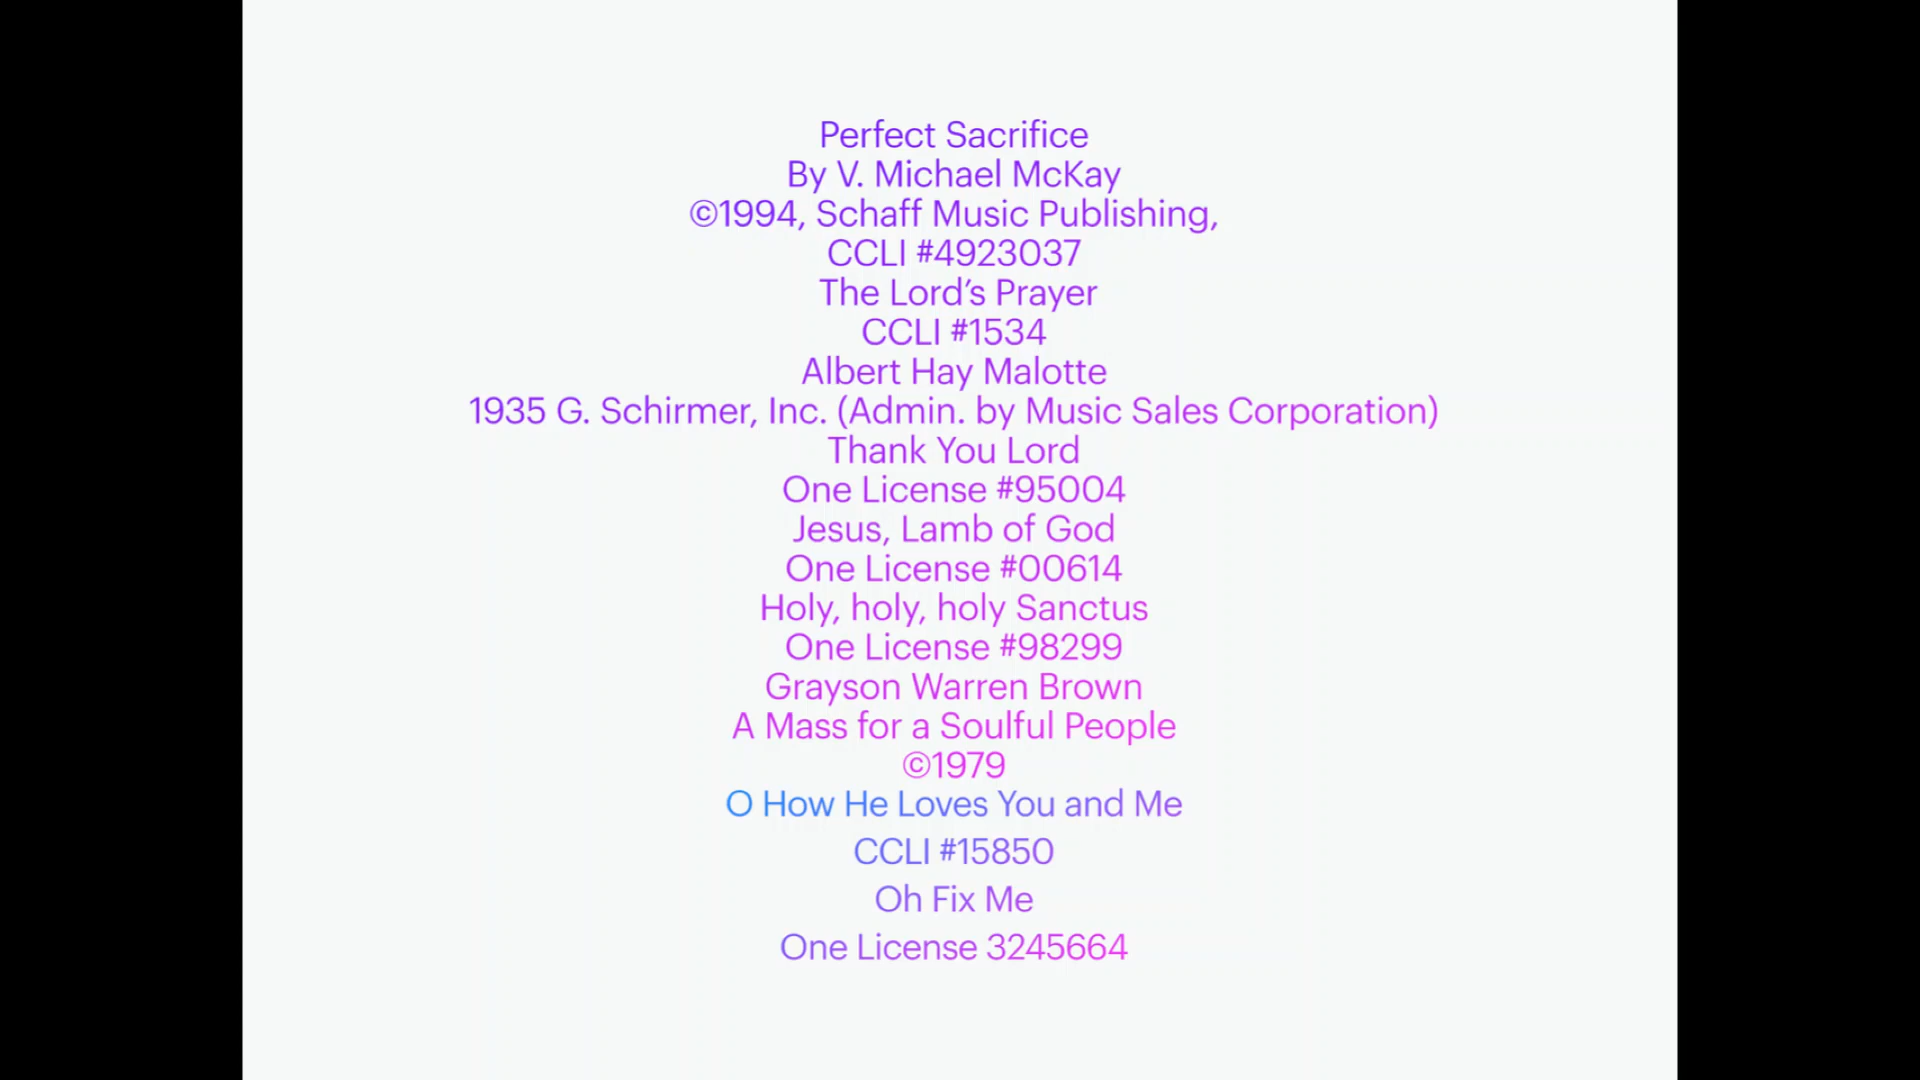 Perfect Sacrifice
By V. Michael McKay
©1994, Schaff Music Publishing,
CCLI #4923037
The Lord’s Prayer
CCLI #1534
Albert Hay Malotte
1935 G. Schirmer, Inc. (Admin. by Music Sales Corporation)
Thank You Lord
One License #95004
Jesus, Lamb of God
One License #00614
Holy, holy, holy Sanctus
One License #98299
Grayson Warren Brown
A Mass for a Soulful People
©1979
O How He Loves You and Me
CCLI #15850
Oh Fix Me
One License 3245664